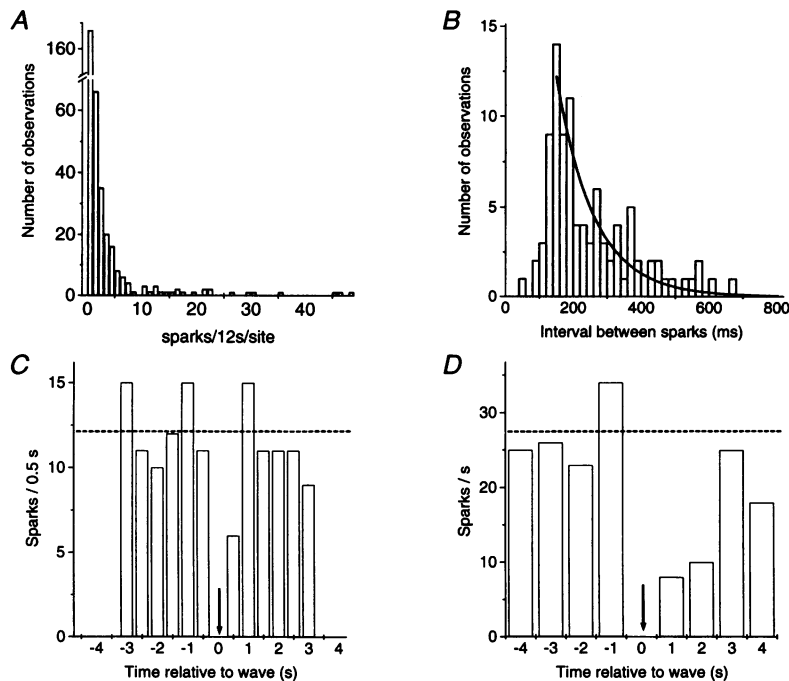 A
Number of observations
160
60
40
20
0
0 10 20 30 40
sparks/12s/site
B
Number of observations
15
10
5
0
0 200 400 600 800
Interval between sparks (ms)
C
Sparks / 0.5 s
15
10
5
0
-4 -3 -2 -1 0 1 2 3 4
Time relative to wave (s)
D
Sparks / s
30
20
10
0
-4 -3 -2 -1 0 1 2 3 4
Time relative to wave (s)